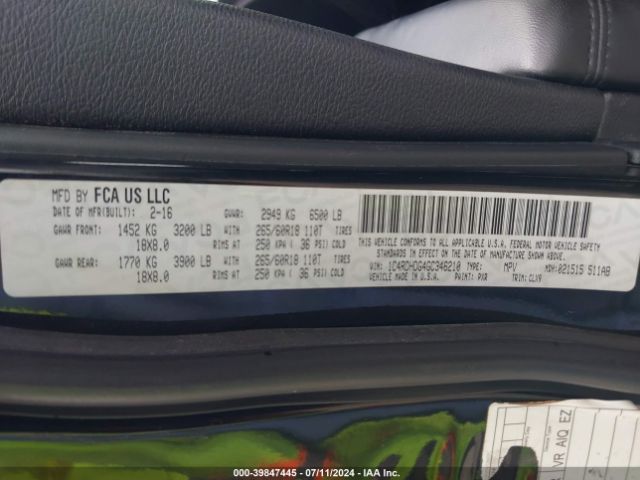 MFD BY FCA US LLC
DATE OF MFR(BUILT): 2-16 GVWR: 2949 KG 6500 LB
GAWR FRONT: 1452 KG 3200 LB WITH 265/60R18 110T TIRES
18X8.0 RIMS AT 250 KPA ( 36 PSI) COLD
GAWR REAR: 1770 KG 3900 LB WITH 265/60R18 110T TIRES
18X8.0 RIMS AT 250 KPA ( 36 PSI) COLD
THIS VEHICLE CONFORMS TO ALL APPLICABLE U.S.A. FEDERAL MOTOR VEHICLE SAFETY
STANDARDS IN EFFECT ON THE DATE OF MANUFACTURE SHOWN ABOVE.
VIN: 1C4RDHDG4GC346210 TYPE: MPV MDH:021515 511AB
MADE IN U.S.A. PAINT: PXR TRIM: CLV9
VR AIQ EZ
000-39847445 - 07/11/2024 - IAA Inc.